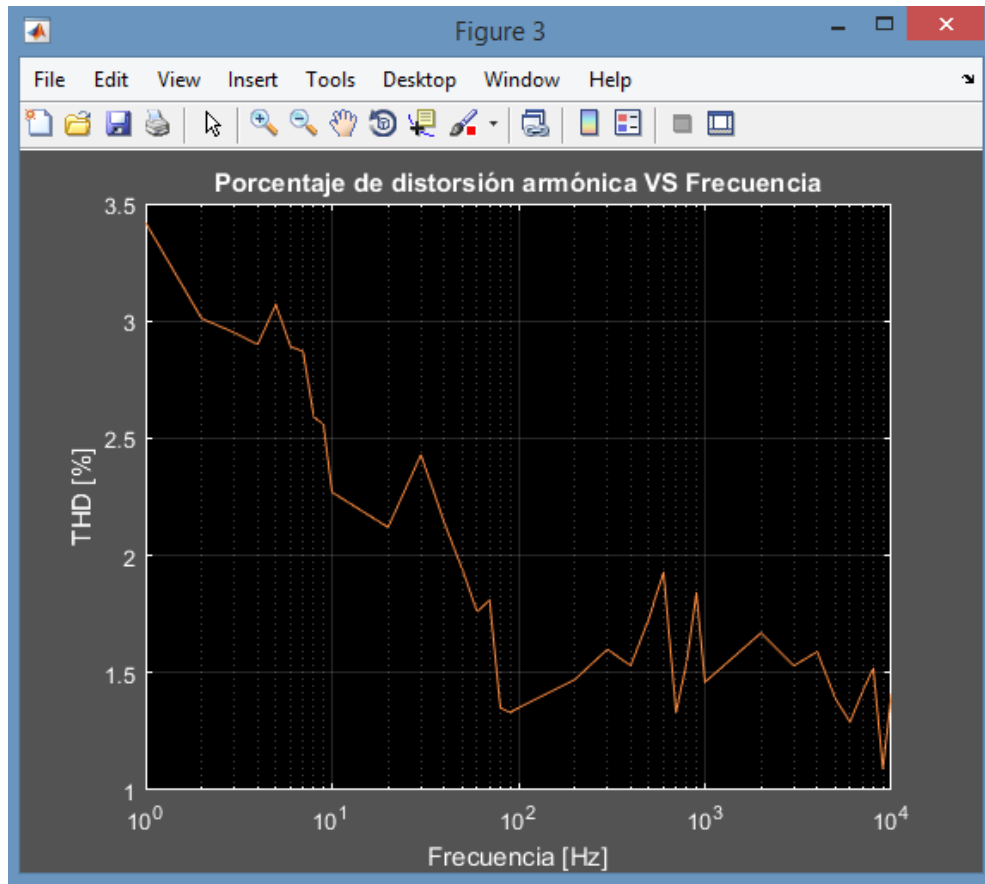 Figure 3
File Edit View Insert Tools Desktop Window Help
Porcentaje de distorsión armónica VS Frecuencia
3.5
3
2.5
2
1.5
1
THD [%]
10⁰ 10¹ 10² 10³ 10⁴
Frecuencia [Hz]